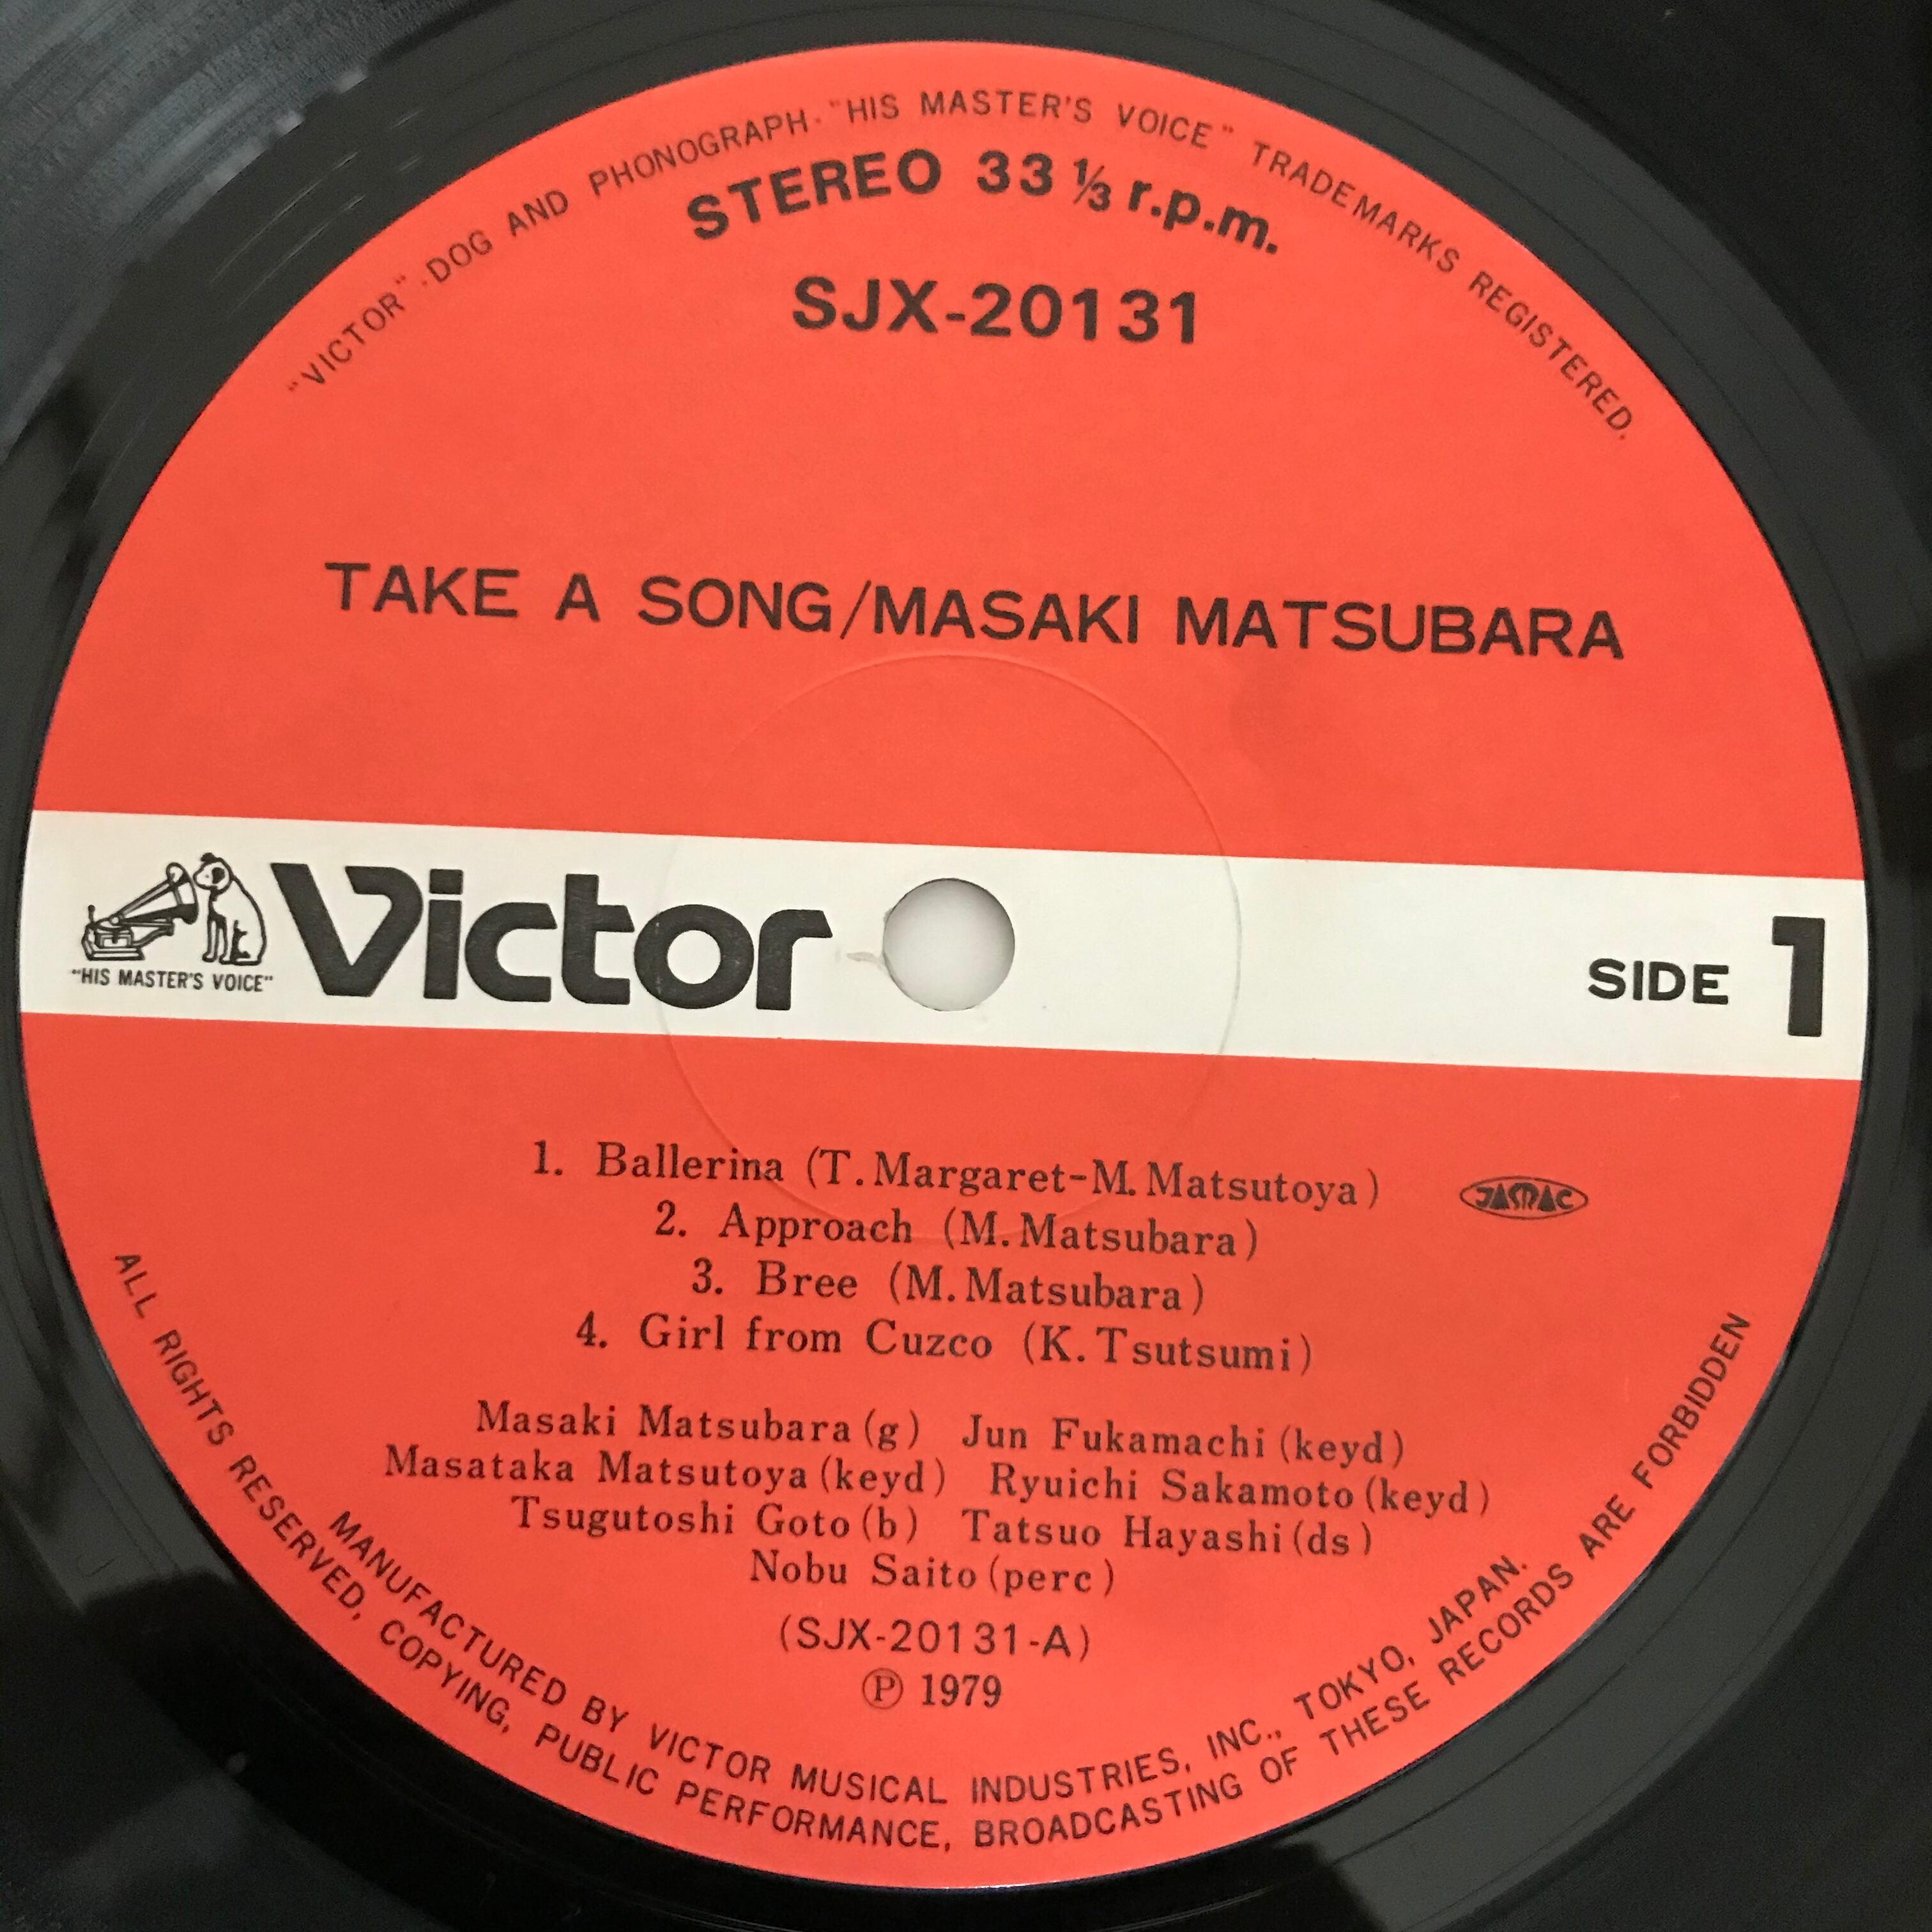 "VICTOR"-DOG AND PHONOGRAPH-"HIS MASTER'S VOICE" TRADEMARKS REGISTERED.
STEREO 33 ⅓ r.p.m.
SJX-20131
TAKE A SONG/MASAKI MATSUBARA
"HIS MASTER'S VOICE"
Victor
SIDE 1
1. Ballerina (T. Margaret-M. Matsutoya)
JASRAC
2. Approach (M. Matsubara)
3. Bree (M. Matsubara)
4. Girl from Cuzco (K. Tsutsumi)
Masaki Matsubara (g) Jun Fukamachi (keyd)
Masataka Matsutoya (keyd) Ryuichi Sakamoto (keyd)
Tsugutoshi Goto (b) Tatsuo Hayashi (ds)
Nobu Saito (perc)
(SJX-20131-A)
℗ 1979
MANUFACTURED BY VICTOR MUSICAL INDUSTRIES, INC., TOKYO, JAPAN.
ALL RIGHTS RESERVED, COPYING, PUBLIC PERFORMANCE, BROADCASTING OF THESE RECORDS ARE FORBIDDEN